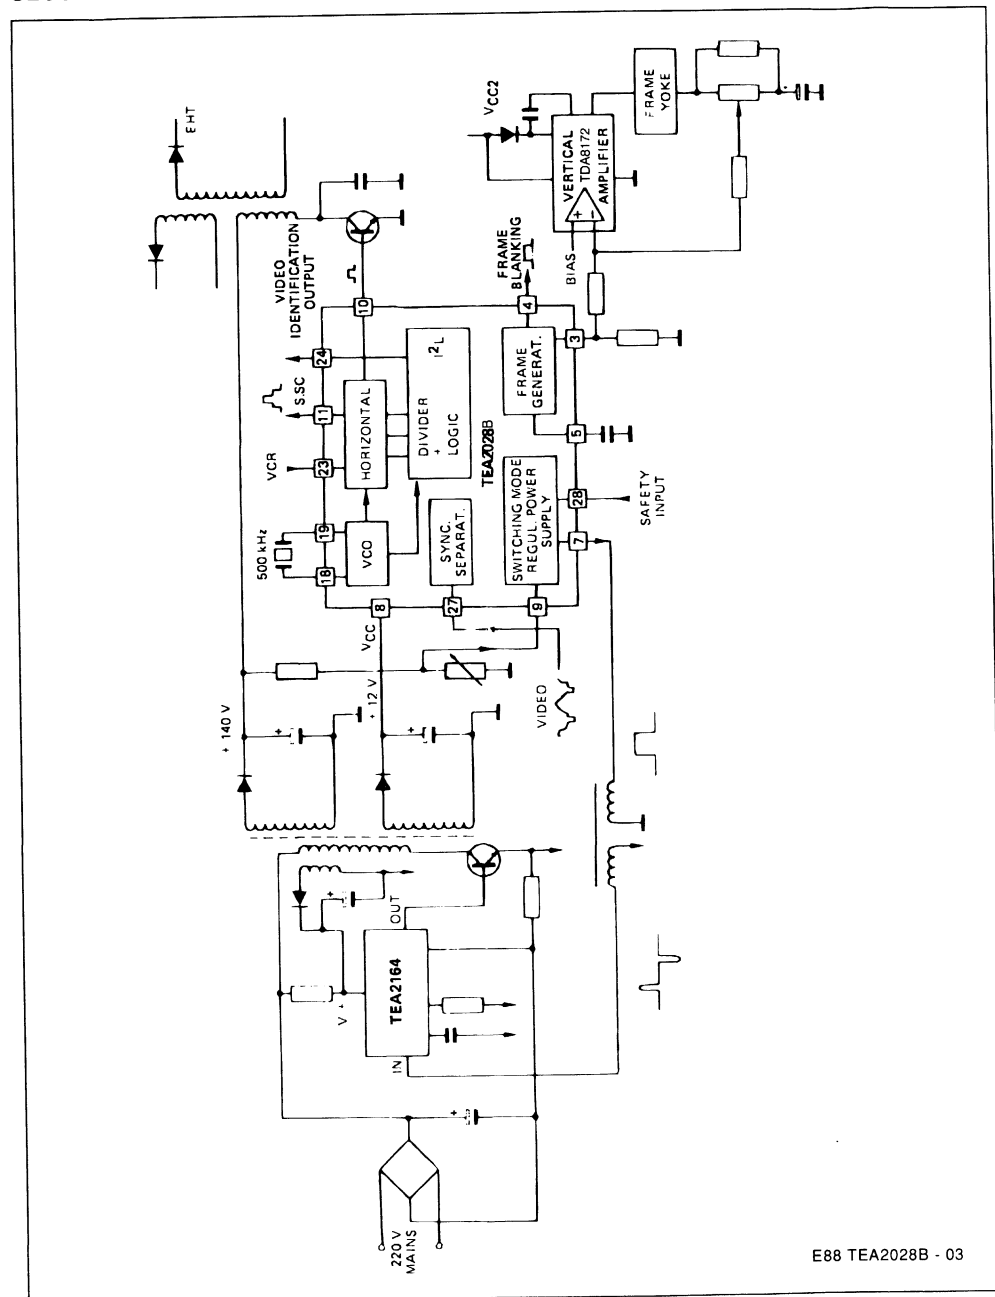 EHT
VIDEO
IDENTIFICATION
OUTPUT
S.SC
VCR
500 kHz
10
24
11
23
19
18
HORIZONTAL
VCO
DIVIDER
+
LOGIC
I²L
TEA2028B
SYNC.
SEPARAT.
SWITCHING MODE
REGUL. POWER
SUPPLY
FRAME
GENERAT.
8
27
9
7
28
5
3
4
FRAME
BLANKING
BIAS
VCC2
VERTICAL
TDA8172
AMPLIFIER
+
−
FRAME
YOKE
SAFETY
INPUT
VCC
+ 140 V
+ 12 V
+
+
VIDEO
+
OUT
TEA2164
V +
IN
+
220 V
MAINS
E88 TEA2028B - 03